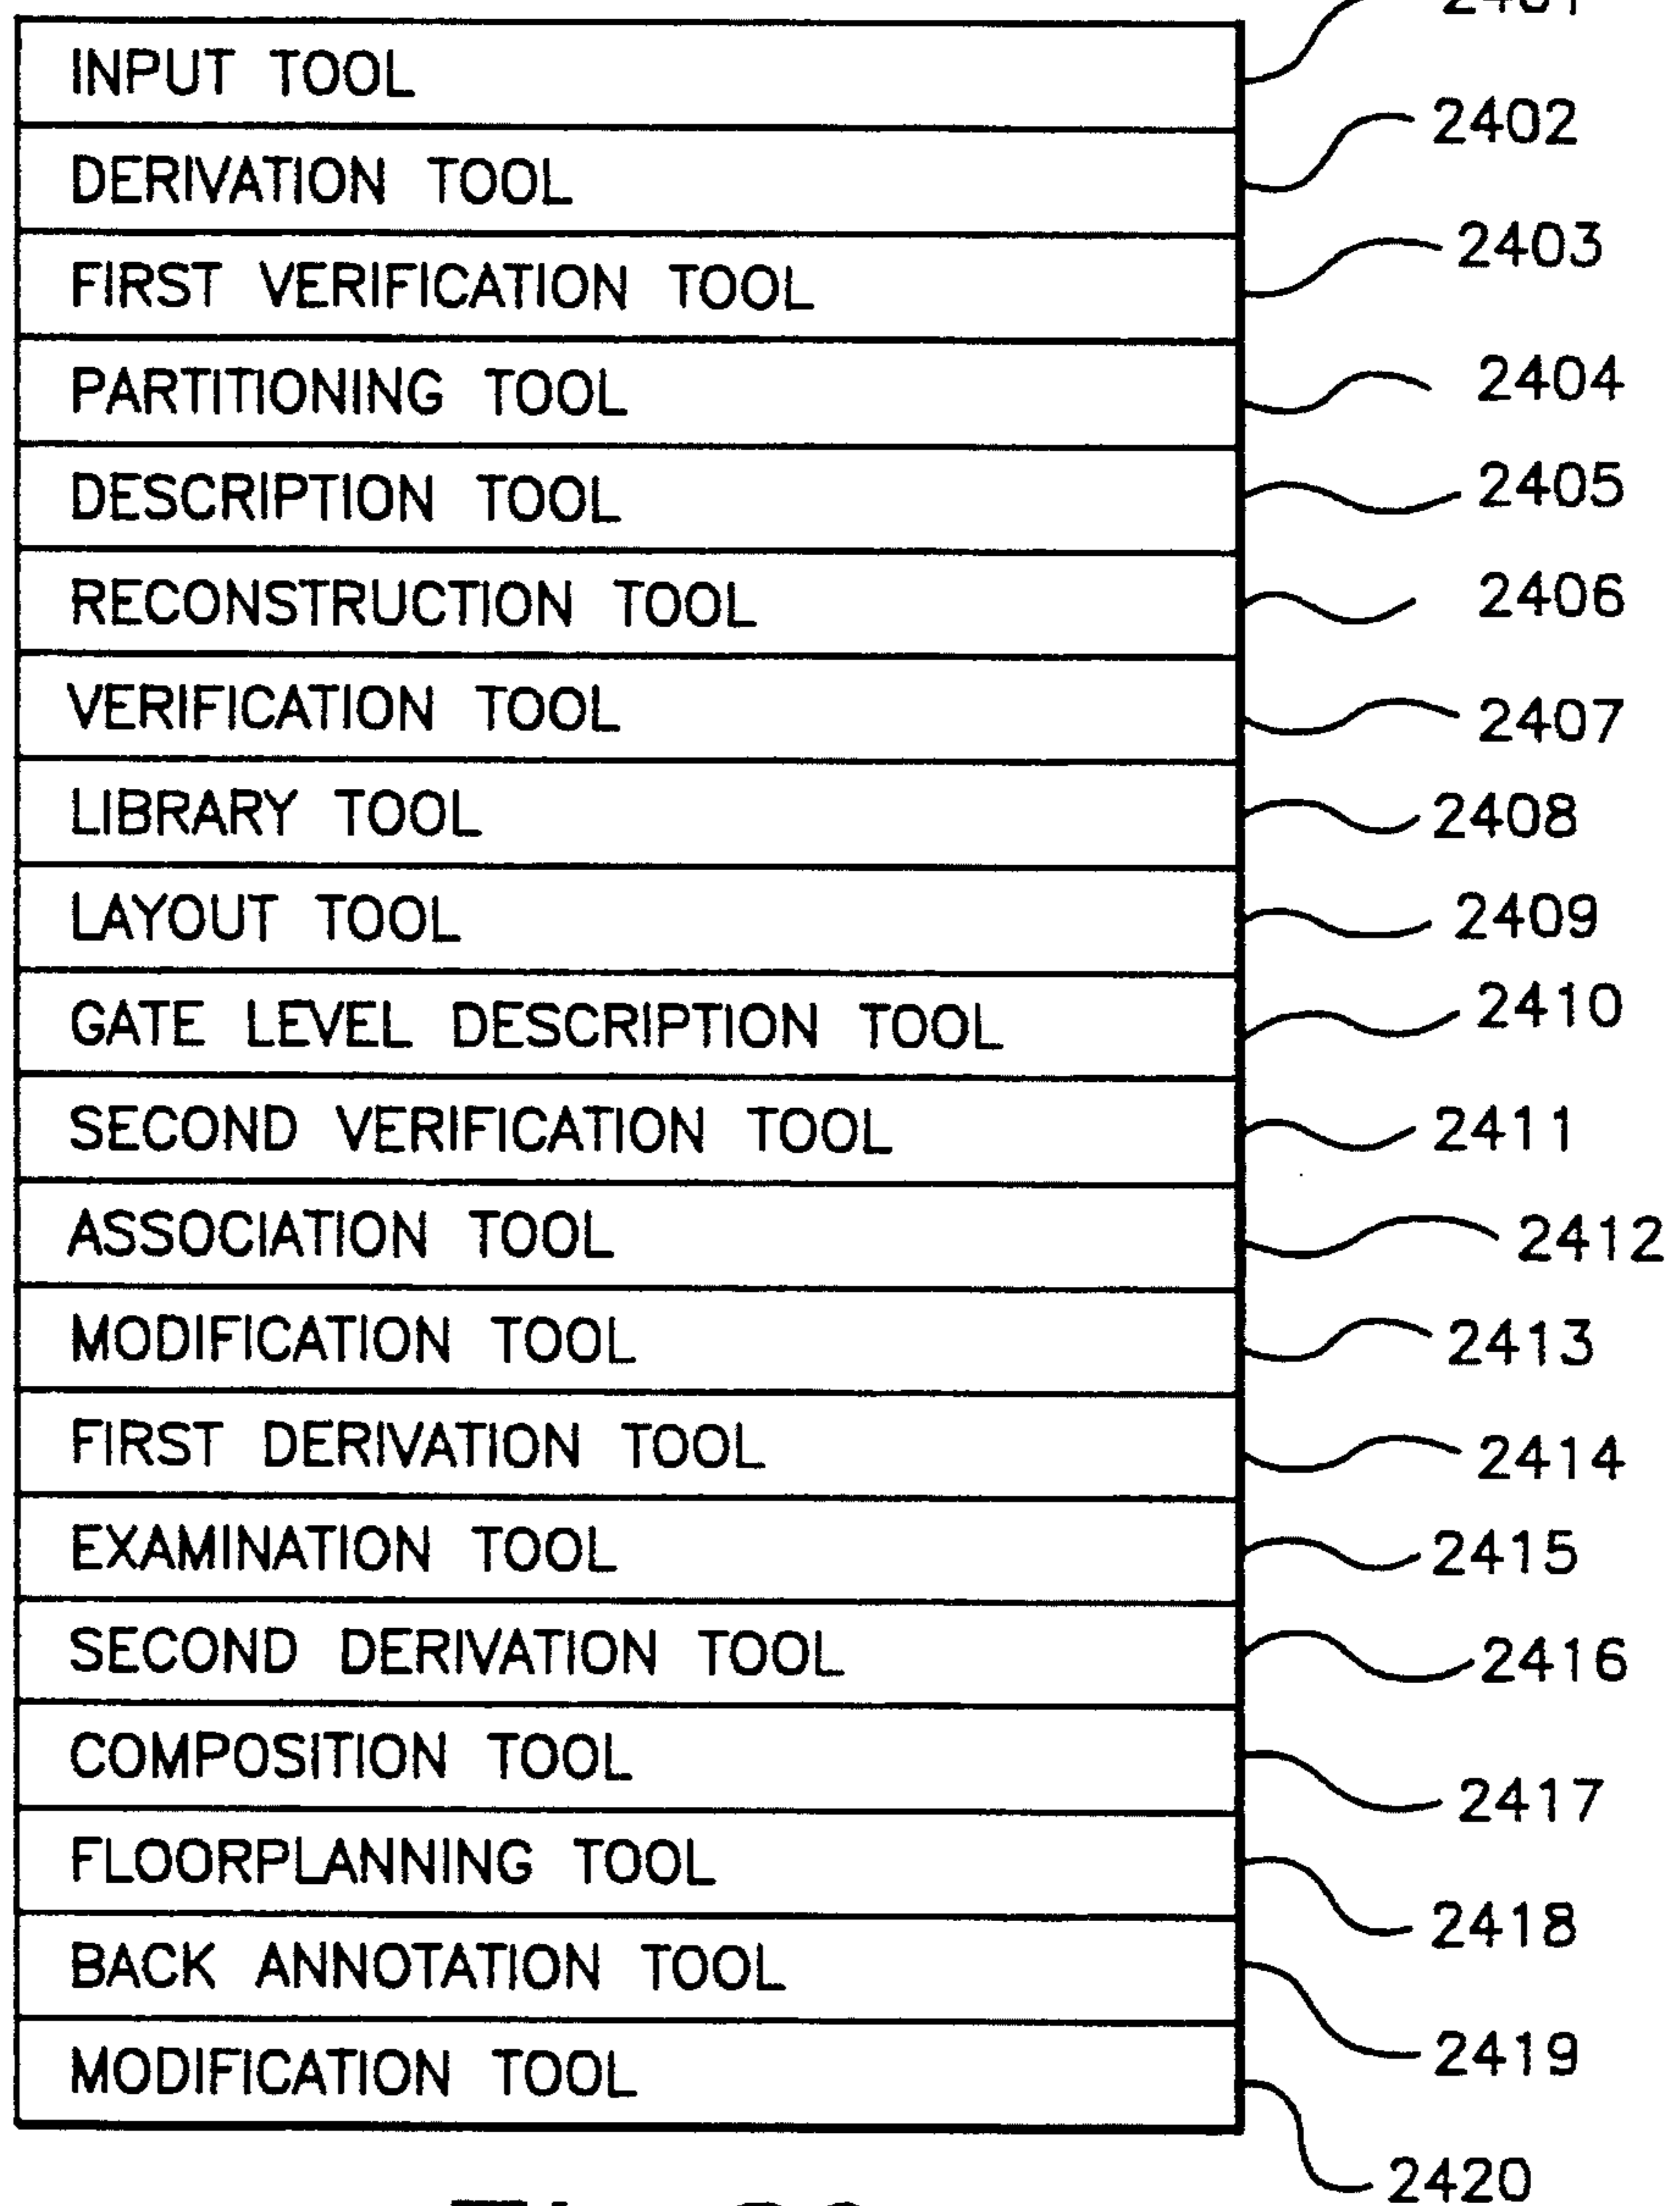 INPUT TOOL 2401
DERIVATION TOOL 2402
FIRST VERIFICATION TOOL 2403
PARTITIONING TOOL 2404
DESCRIPTION TOOL 2405
RECONSTRUCTION TOOL 2406
VERIFICATION TOOL 2407
LIBRARY TOOL 2408
LAYOUT TOOL 2409
GATE LEVEL DESCRIPTION TOOL 2410
SECOND VERIFICATION TOOL 2411
ASSOCIATION TOOL 2412
MODIFICATION TOOL 2413
FIRST DERIVATION TOOL 2414
EXAMINATION TOOL 2415
SECOND DERIVATION TOOL 2416
COMPOSITION TOOL 2417
FLOORPLANNING TOOL 2418
BACK ANNOTATION TOOL 2419
MODIFICATION TOOL 2420